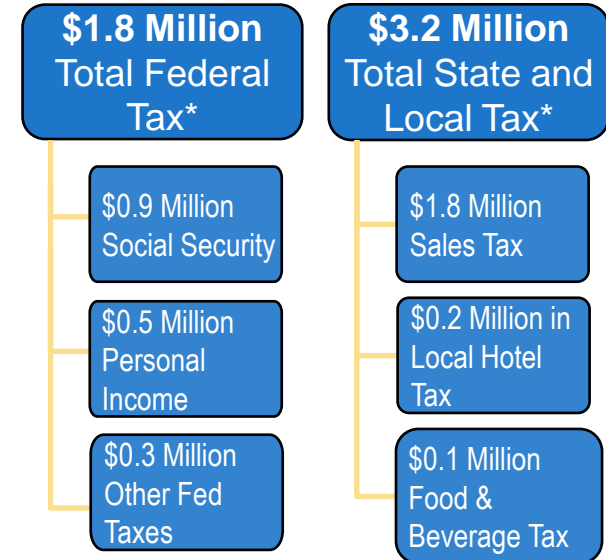 $1.8 Million
Total Federal
Tax*
$0.9 Million
Social Security
$0.5 Million
Personal
Income
$0.3 Million
Other Fed
Taxes
$3.2 Million
Total State and
Local Tax*
$1.8 Million
Sales Tax
$0.2 Million in
Local Hotel
Tax
$0.1 Million
Food &
Beverage Tax